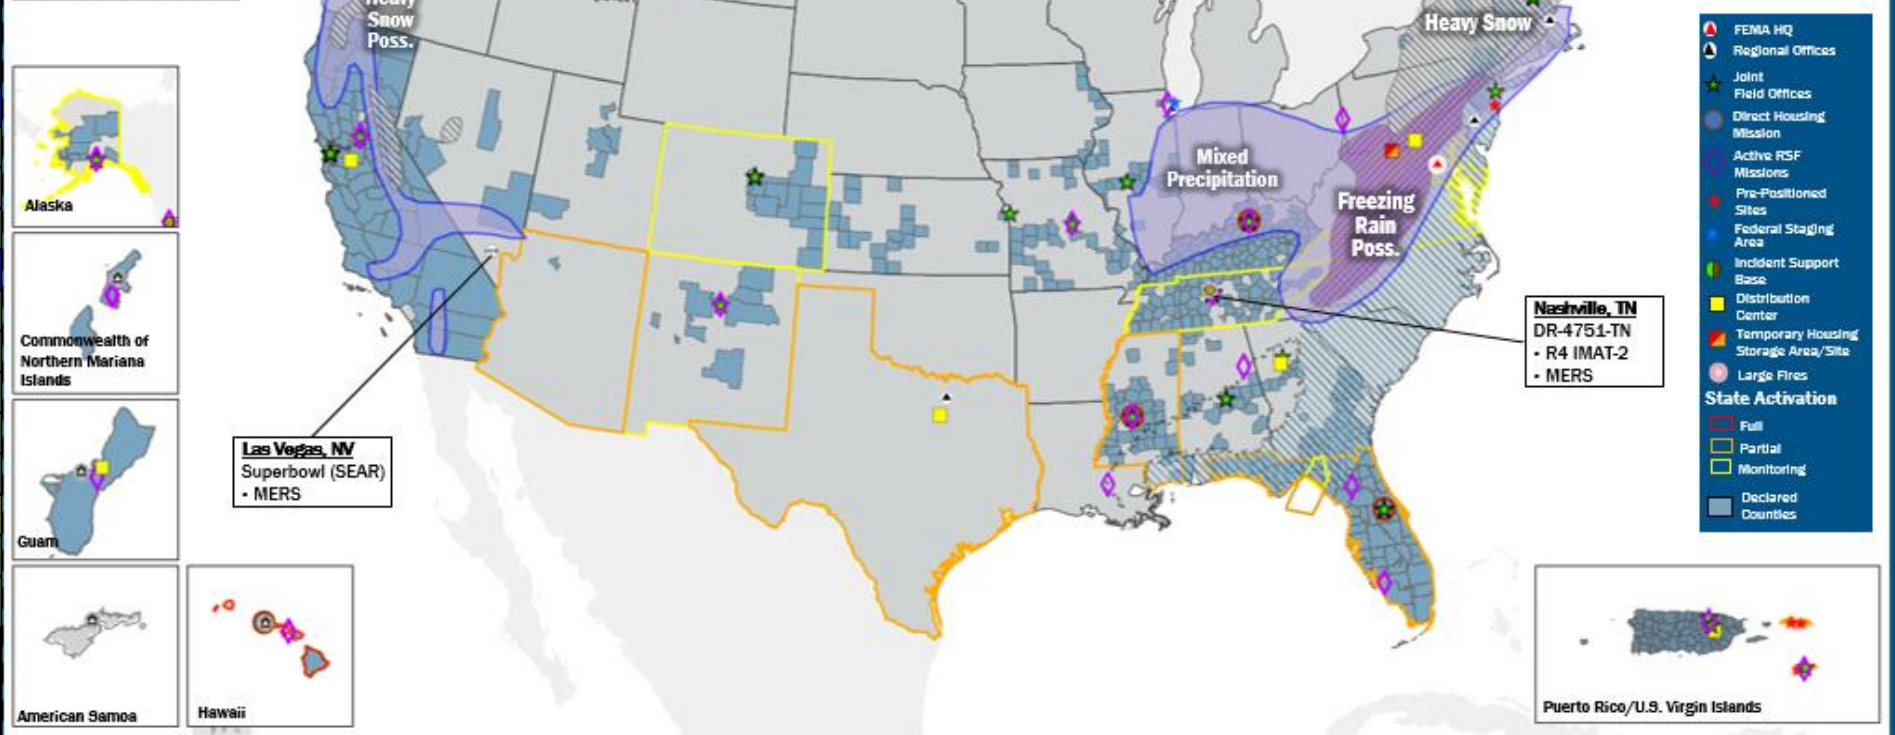 Heavy
Snow
Poss.
Heavy Snow
Mixed
Precipitation
Freezing
Rain
Poss.
Alaska
Commonwealth of
Northern Mariana
Islands
Guam
American Samoa
Hawaii
Las Vegas, NV
Superbowl (SEAR)
- MERS
Nashville, TN
DR-4751-TN
- R4 IMAT-2
- MERS
Puerto Rico/U.S. Virgin Islands
FEMA HQ
Regional Offices
Joint
Field Offices
Direct Housing
Mission
Active RSF
Missions
Pre-Positioned
Sites
Federal Staging
Area
Incident Support
Base
Distribution
Center
Temporary Housing
Storage Area/Site
Large Fires
State Activation
Full
Partial
Monitoring
Declared
Counties